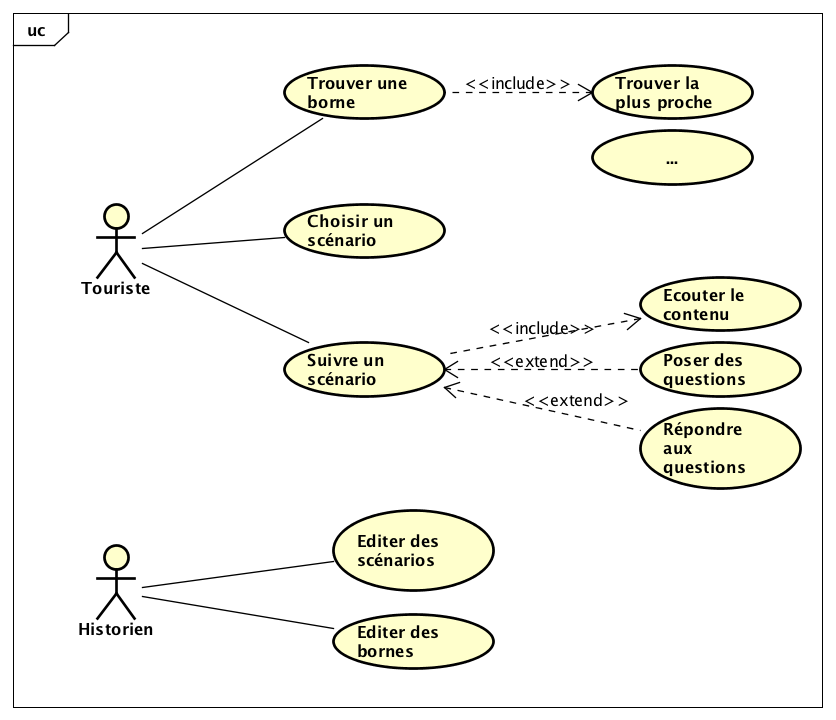 uc
Trouver une
borne
<<include>>
Trouver la
plus proche
...
Choisir un
scénario
Touriste
Suivre un
scénario
<<include>>
Ecouter le
contenu
<<extend>>
Poser des
questions
<<extend>>
Répondre
aux
questions
Editer des
scénarios
Historien
Editer des
bornes